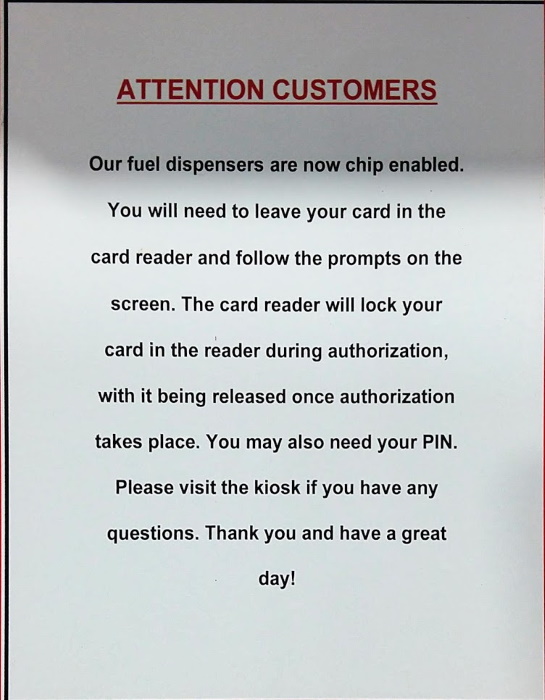 ATTENTION CUSTOMERS
Our fuel dispensers are now chip enabled.
You will need to leave your card in the
card reader and follow the prompts on the
screen. The card reader will lock your
card in the reader during authorization,
with it being released once authorization
takes place. You may also need your PIN.
Please visit the kiosk if you have any
questions. Thank you and have a great
day!